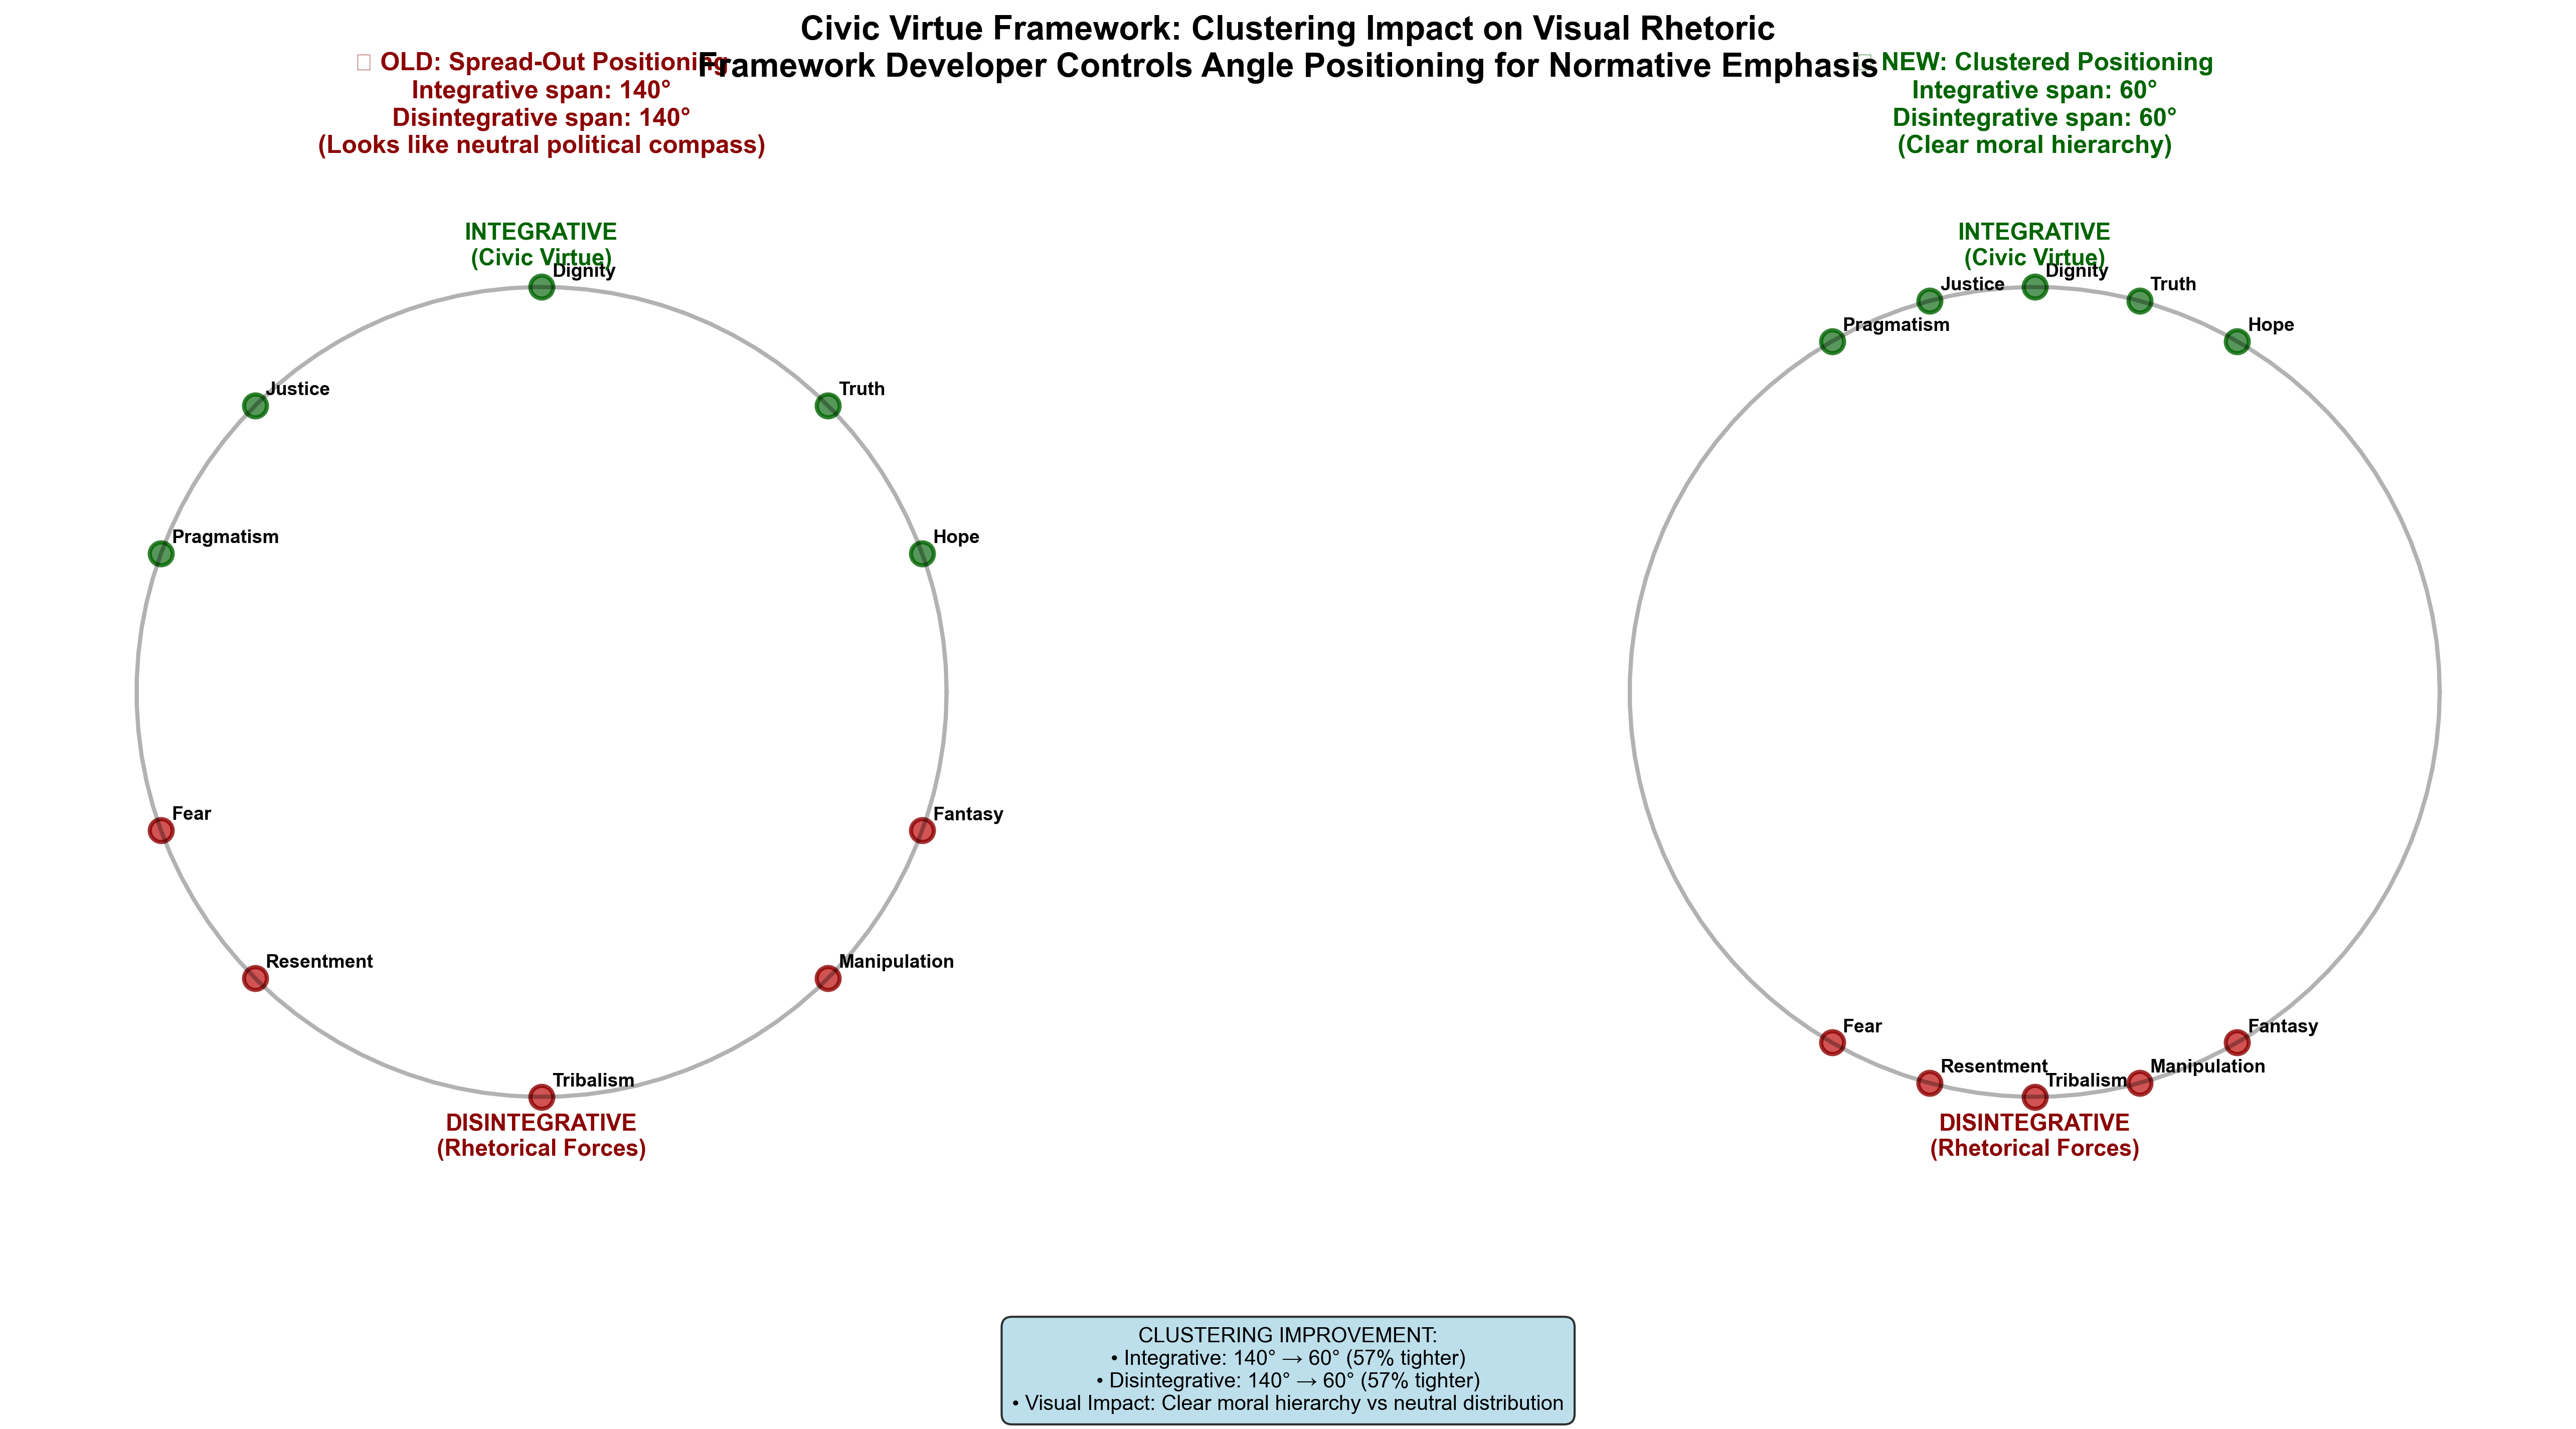 Civic Virtue Framework: Clustering Impact on Visual Rhetoric
Framework Developer Controls Angle Positioning for Normative Emphasis
OLD: Spread-Out Positioning
Integrative span: 140°
Disintegrative span: 140°
(Looks like neutral political compass)
INTEGRATIVE
(Civic Virtue)
Dignity
Justice
Truth
Pragmatism
Hope
Fear
Fantasy
Resentment
Manipulation
Tribalism
DISINTEGRATIVE
(Rhetorical Forces)
NEW: Clustered Positioning
Integrative span: 60°
Disintegrative span: 60°
(Clear moral hierarchy)
INTEGRATIVE
(Civic Virtue)
Dignity
Justice
Truth
Pragmatism
Hope
Fear
Fantasy
Resentment
Manipulation
Tribalism
DISINTEGRATIVE
(Rhetorical Forces)
CLUSTERING IMPROVEMENT:
• Integrative: 140° → 60° (57% tighter)
• Disintegrative: 140° → 60° (57% tighter)
• Visual Impact: Clear moral hierarchy vs neutral distribution